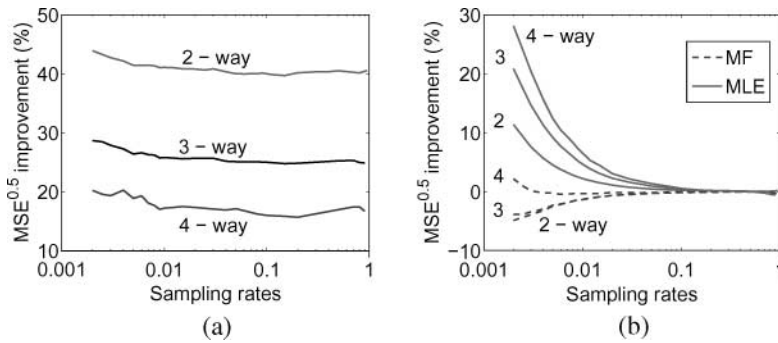 MSE^0.5 improvement (%)
50
40
30
20
10
2 – way
3 – way
4 – way
0.001
0.01
0.1
1
Sampling rates
(a)
MSE^0.5 improvement (%)
30
20
10
0
−10
4 – way
3
2
4
3
2 – way
MF
MLE
0.001
0.01
0.1
1
Sampling rates
(b)